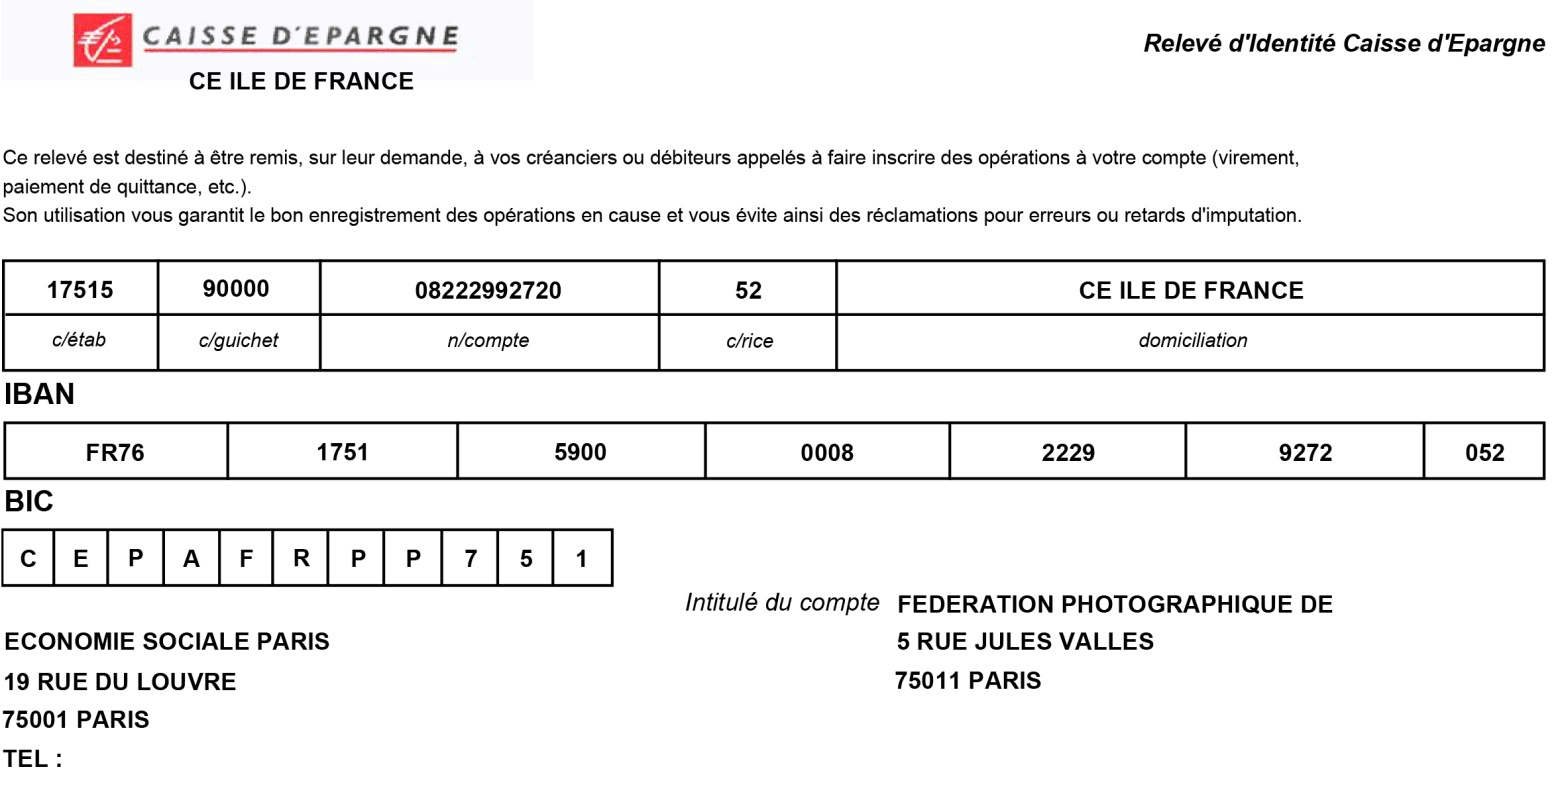 CAISSE D'EPARGNE
Relevé d'Identité Caisse d'Epargne
CE ILE DE FRANCE
Ce relevé est destiné à être remis, sur leur demande, à vos créanciers ou débiteurs appelés à faire inscrire des opérations à votre compte (virement,
paiement de quittance, etc.).
Son utilisation vous garantit le bon enregistrement des opérations en cause et vous évite ainsi des réclamations pour erreurs ou retards d'imputation.
17515 90000 08222992720 52 CE ILE DE FRANCE
c/étab c/guichet n/compte c/rice domiciliation
IBAN
FR76 1751 5900 0008 2229 9272 052
BIC
C E P A F R P P 7 5 1
Intitulé du compte FEDERATION PHOTOGRAPHIQUE DE
5 RUE JULES VALLES
75011 PARIS
ECONOMIE SOCIALE PARIS
19 RUE DU LOUVRE
75001 PARIS
TEL :